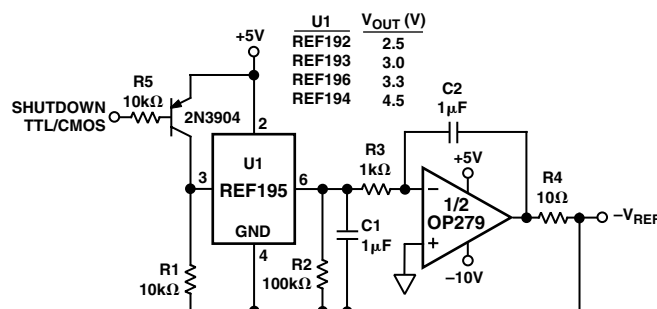 U1 VOUT (V)
REF192 2.5
REF193 3.0
REF196 3.3
REF194 4.5
+5V
R5
10kΩ
SHUTDOWN
TTL/CMOS
2N3904
2
U1
REF195
3
6
GND
4
R1
10kΩ
R2
100kΩ
C1
1μF
R3
1kΩ
C2
1μF
+5V
−
1/2
OP279
+
−10V
R4
10Ω
−VREF